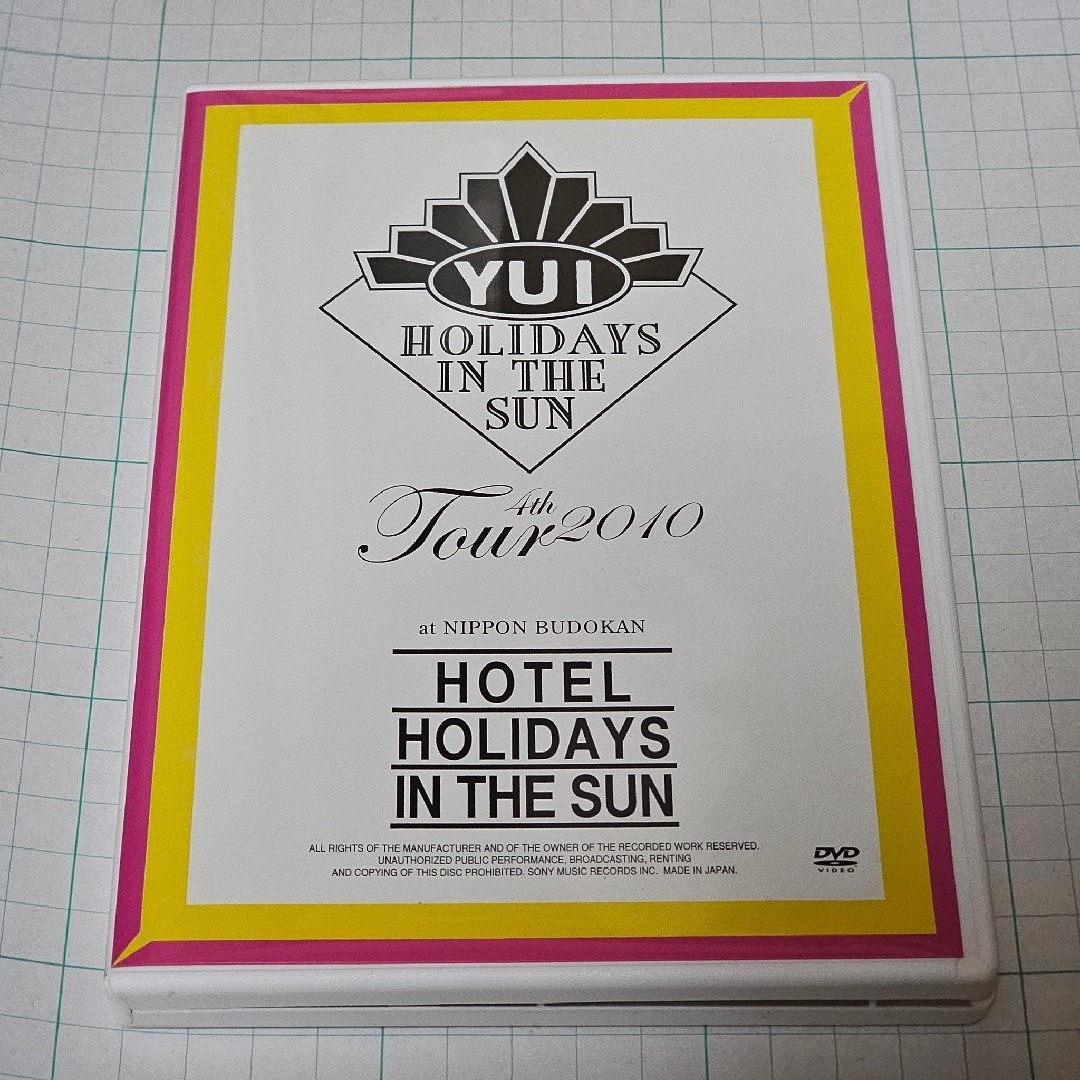 YUI
HOLIDAYS
IN THE
SUN
4th
Tour 2010
at NIPPON BUDOKAN
HOTEL
HOLIDAYS
IN THE SUN
ALL RIGHTS OF THE MANUFACTURER AND OF THE OWNER OF THE RECORDED WORK RESERVED.
UNAUTHORIZED PUBLIC PERFORMANCE, BROADCASTING, RENTING
AND COPYING OF THIS DISC PROHIBITED. SONY MUSIC RECORDS INC. MADE IN JAPAN.
DVD
VIDEO